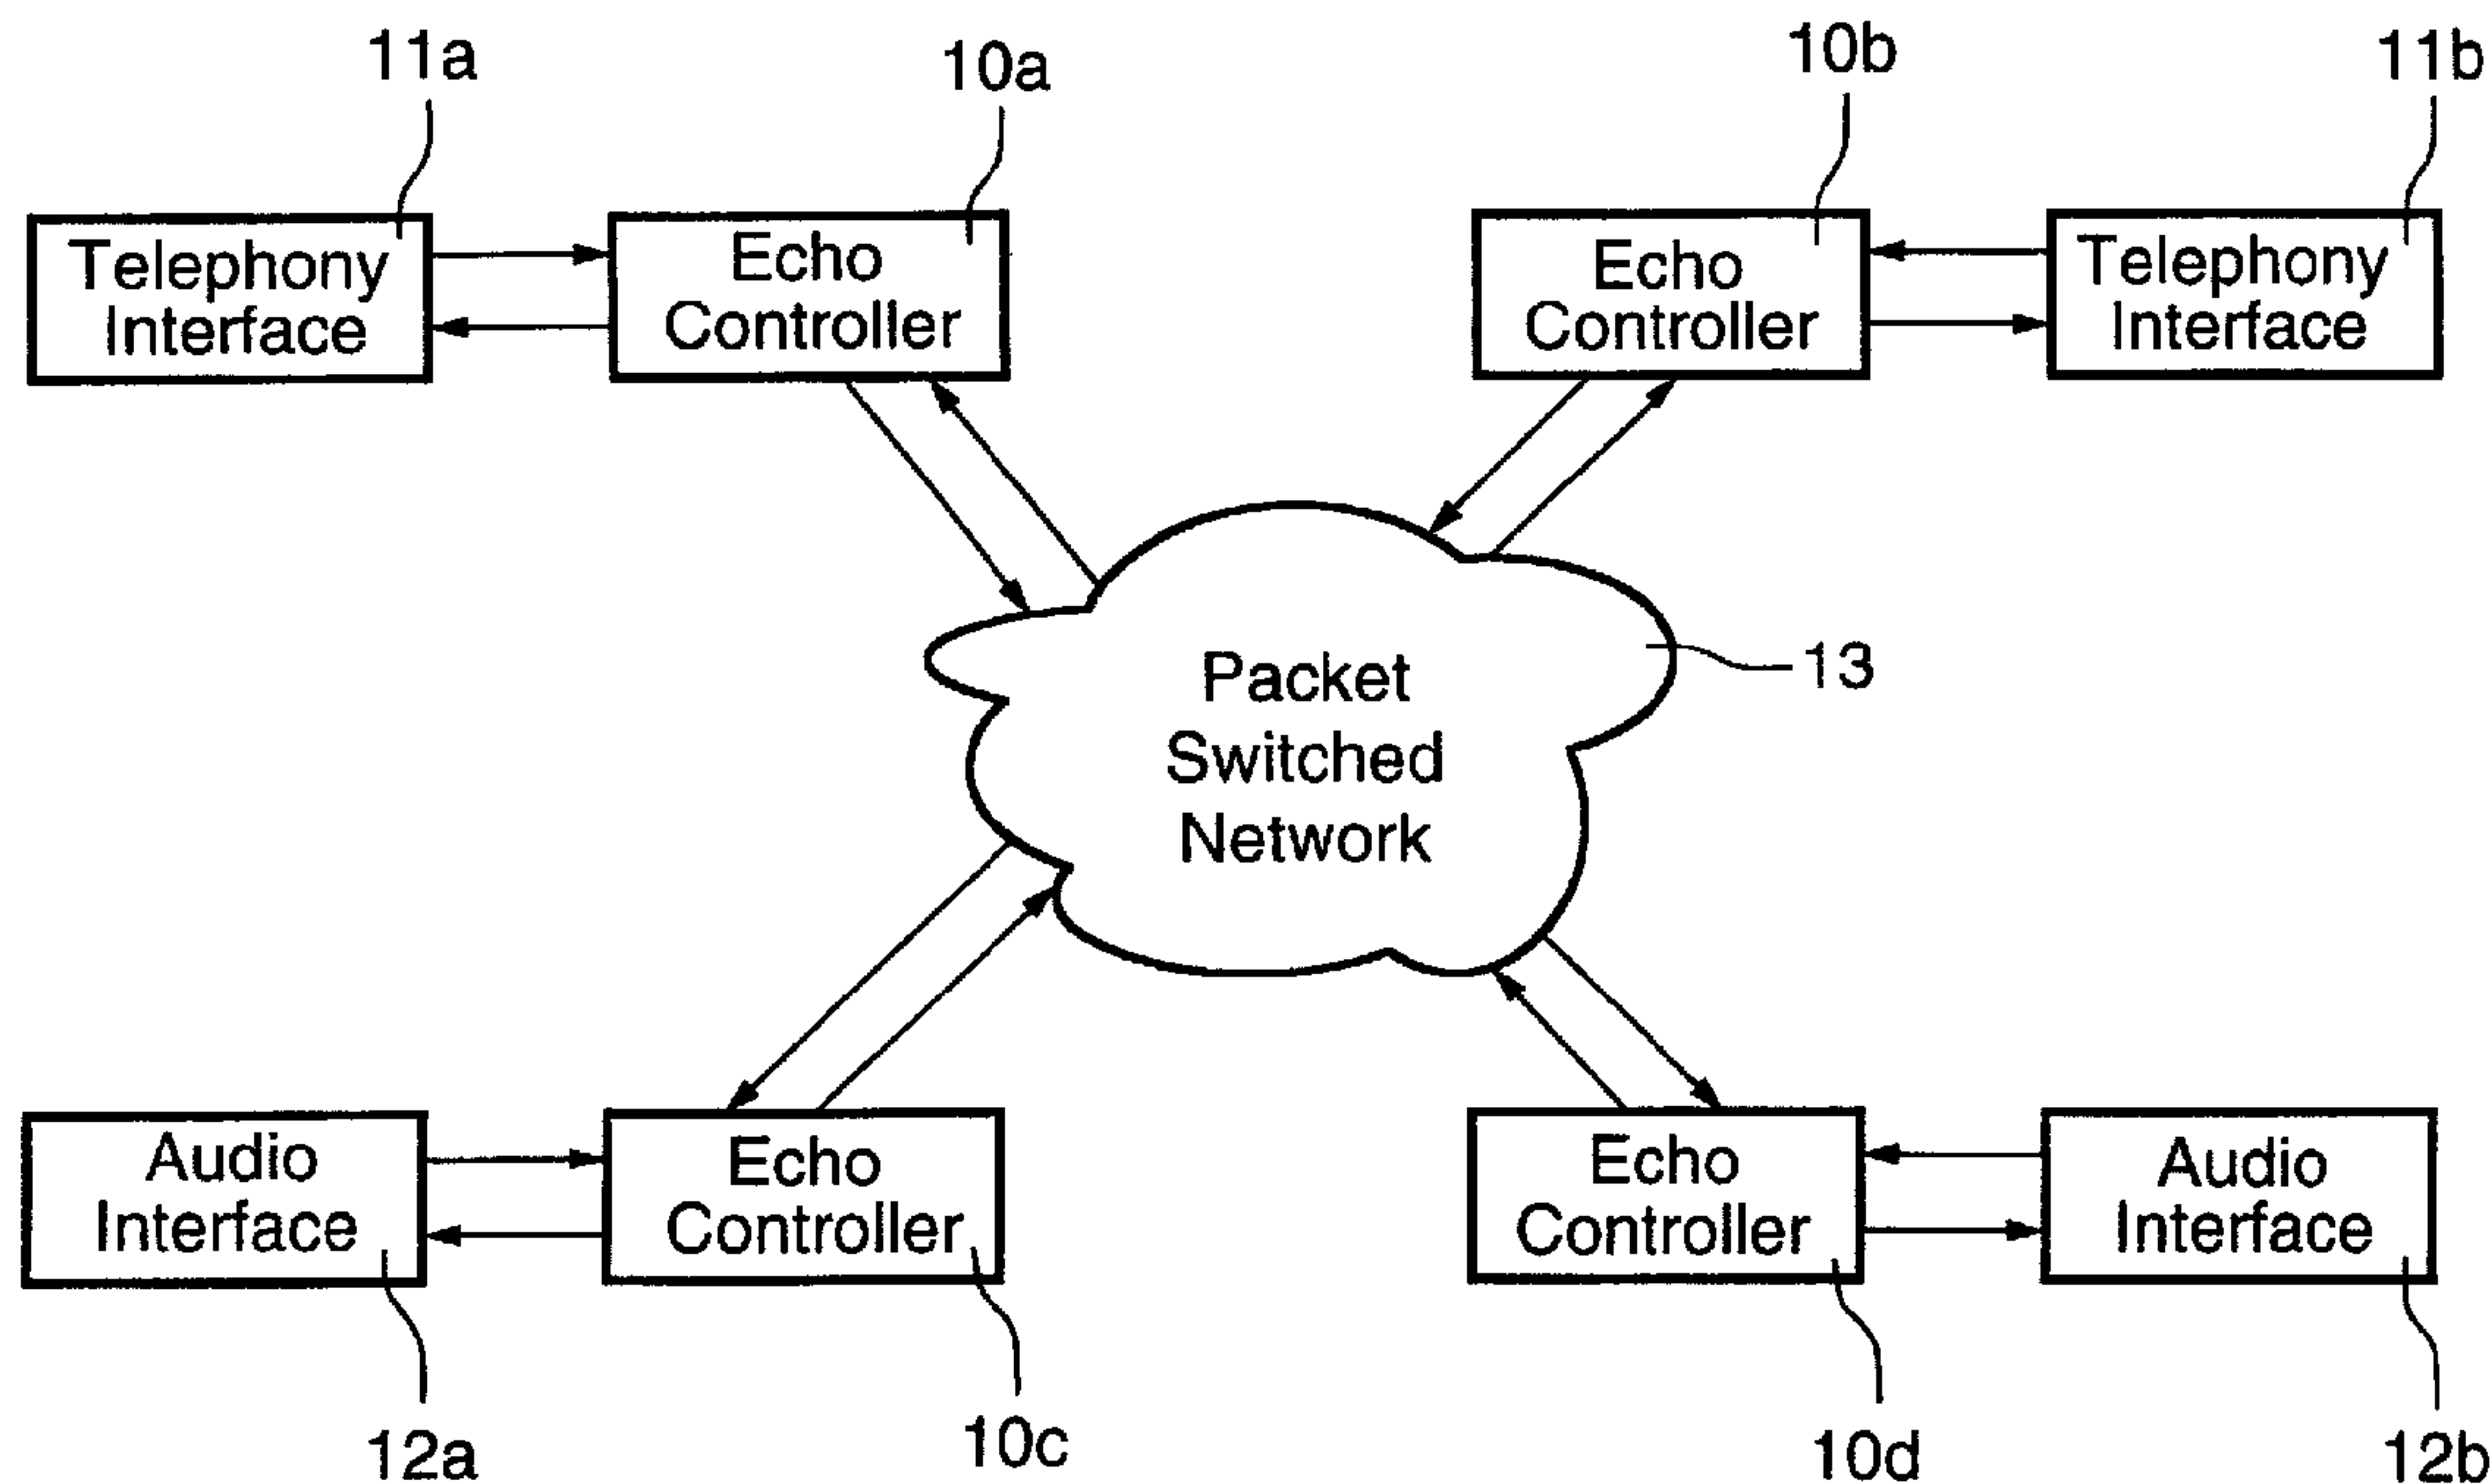 11a
10a
10b
11b
Telephony
Interface
Echo
Controller
Echo
Controller
Telephony
Interface
Packet
Switched
Network
13
Audio
Interface
Echo
Controller
Echo
Controller
Audio
Interface
12a
10c
10d
12b